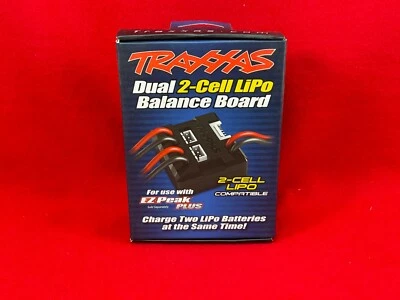 TRAXXAS
Dual 2-Cell LiPo
Balance Board
2-CELL
LIPO
COMPATIBLE
For use with
EZ-Peak
PLUS
Charge Two LiPo Batteries
at the Same Time!